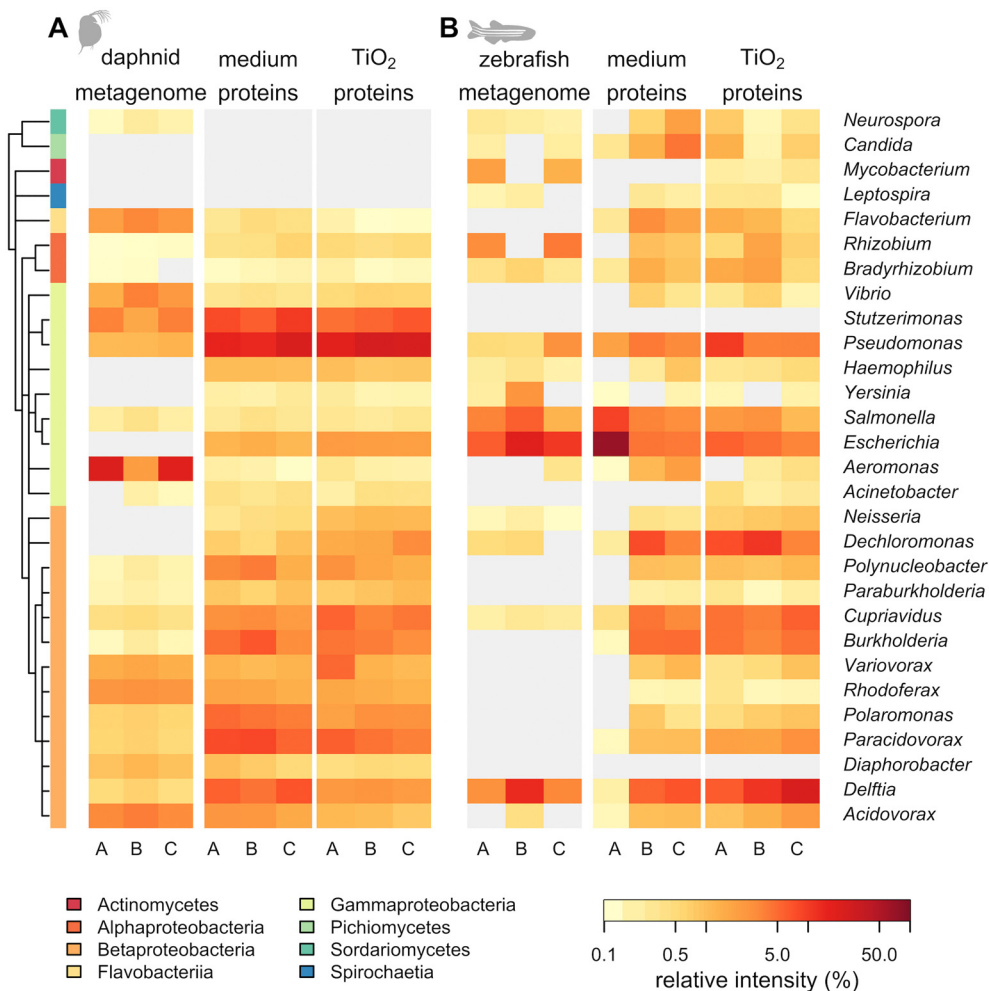 A
B
daphnid
metagenome
medium
proteins
TiO2
proteins
zebrafish
metagenome
medium
proteins
TiO2
proteins
Neurospora
Candida
Mycobacterium
Leptospira
Flavobacterium
Rhizobium
Bradyrhizobium
Vibrio
Stutzerimonas
Pseudomonas
Haemophilus
Yersinia
Salmonella
Escherichia
Aeromonas
Acinetobacter
Neisseria
Dechloromonas
Polynucleobacter
Paraburkholderia
Cupriavidus
Burkholderia
Variovorax
Rhodoferax
Polaromonas
Paracidovorax
Diaphorobacter
Delftia
Acidovorax
A B C A B C A B C A B C A B C A B C
Actinomycetes
Alphaproteobacteria
Betaproteobacteria
Flavobacteriia
Gammaproteobacteria
Pichiomycetes
Sordariomycetes
Spirochaetia
0.1 0.5 5.0 50.0
relative intensity (%)